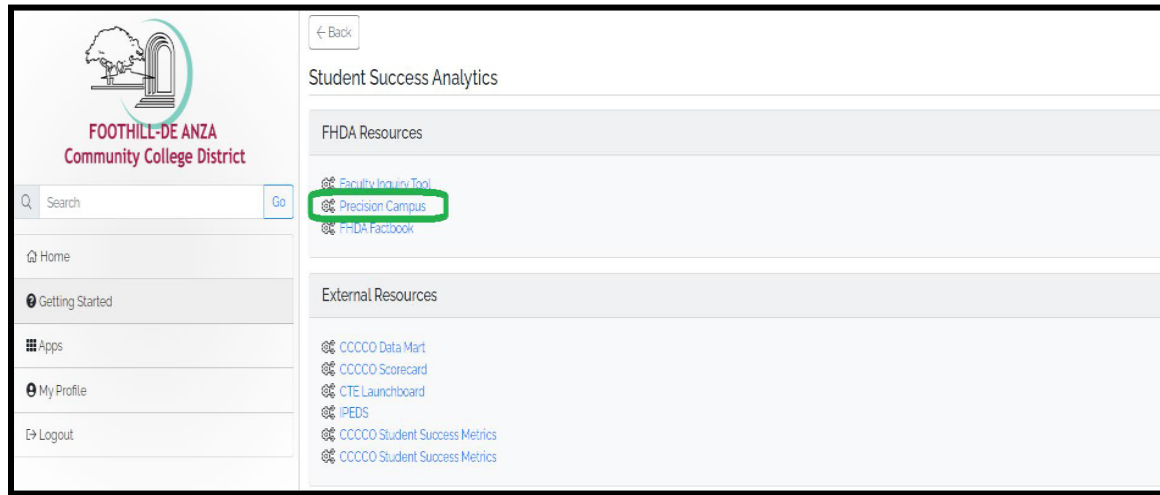 FOOTHILL-DE ANZA
Community College District
Search Go
Home
Getting Started
Apps
My Profile
Logout
← Back
Student Success Analytics
FHDA Resources
Faculty Inquiry Tool
Precision Campus
FHDA Factbook
External Resources
CCCCO Data Mart
CCCCO Scorecard
CTE Launchboard
IPEDS
CCCCO Student Success Metrics
CCCCO Student Success Metrics